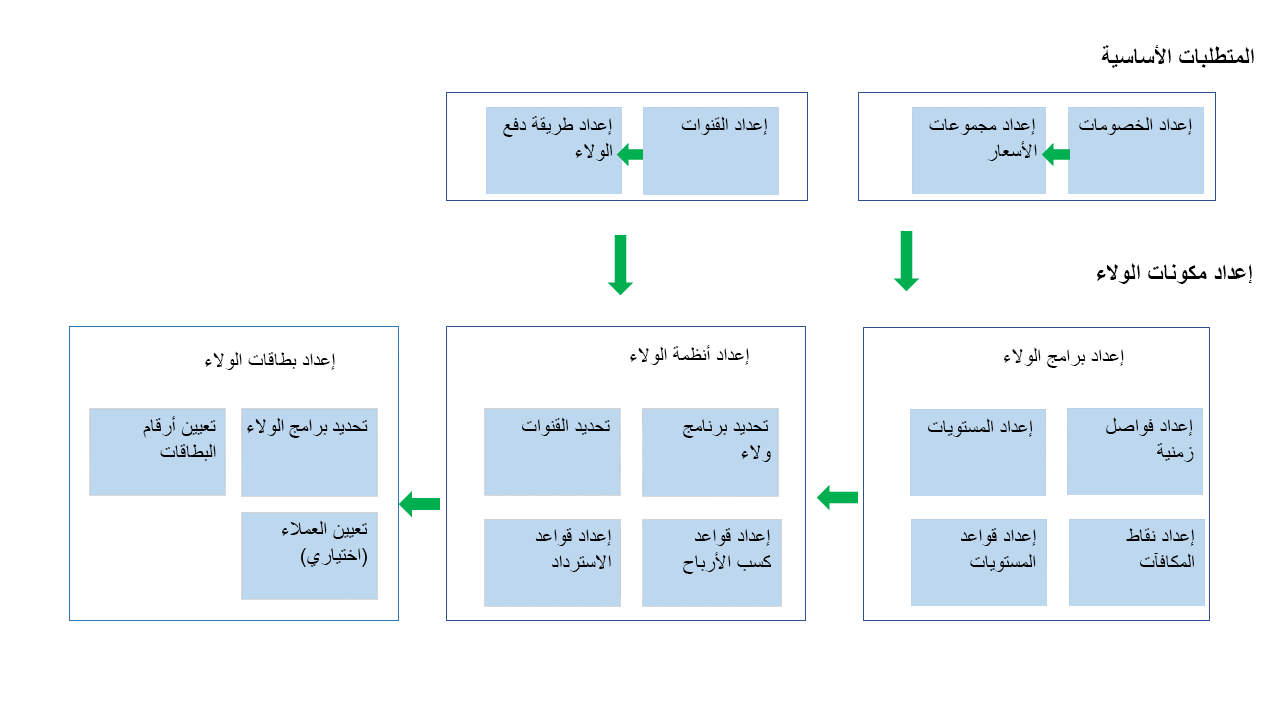 المتطلبات الأساسية
إعداد الخصومات
إعداد مجموعات
الأسعار
إعداد القنوات
إعداد طريقة دفع
الولاء
إعداد مكونات الولاء
إعداد برامج الولاء
إعداد فواصل
زمنية
إعداد المستويات
إعداد نقاط
المكافآت
إعداد قواعد
المستويات
إعداد أنظمة الولاء
تحديد برنامج
ولاء
تحديد القنوات
إعداد قواعد
كسب الأرباح
إعداد قواعد
الاسترداد
إعداد بطاقات الولاء
تحديد برامج الولاء
تعيين أرقام
البطاقات
تعيين العملاء
(اختياري)